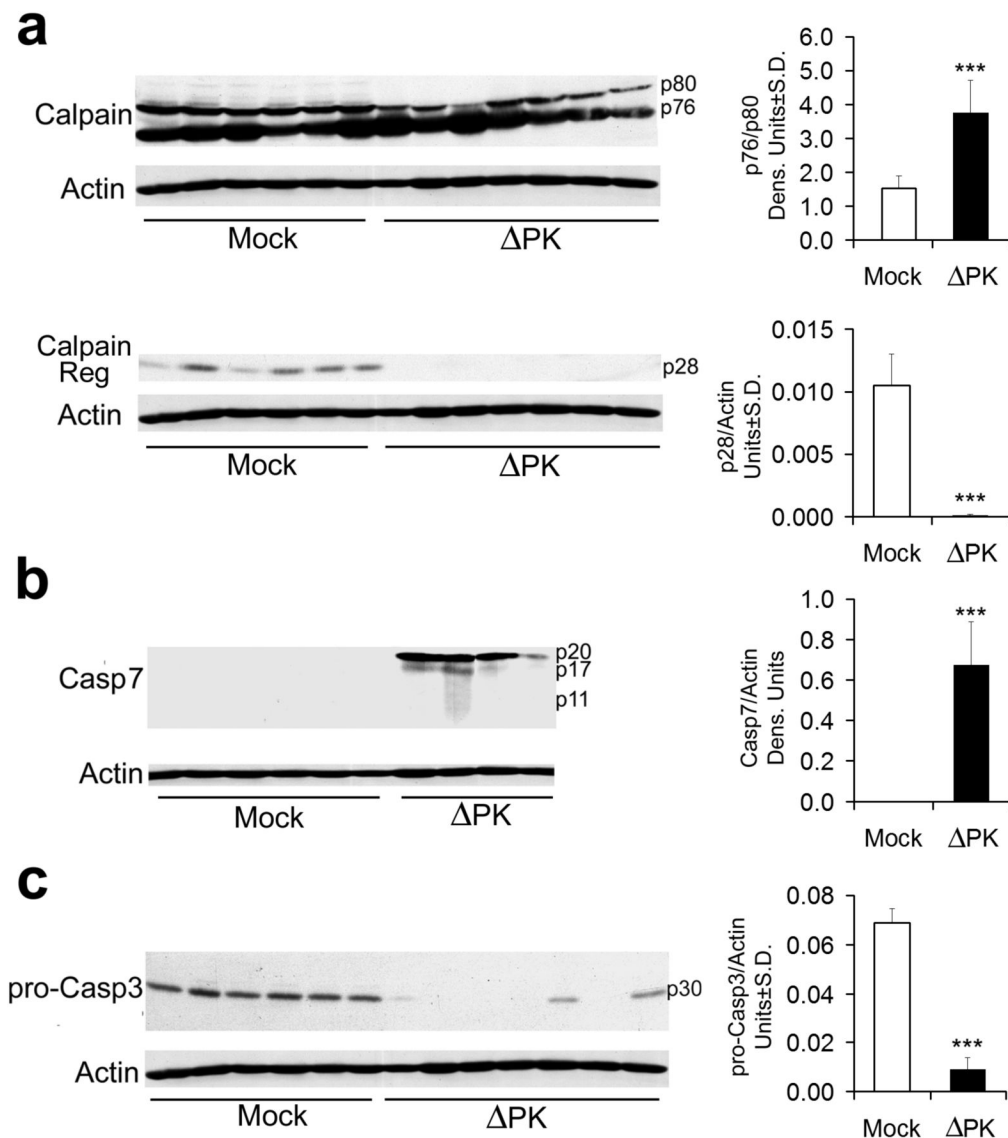 a
Calpain
p80
p76
Actin
Mock
ΔPK
p76/p80
Dens. Units±S.D.
6.0
5.0
4.0
3.0
2.0
1.0
0.0
***
Mock
ΔPK
Calpain
Reg
p28
Actin
Mock
ΔPK
p28/Actin
Units±S.D.
0.015
0.010
0.005
0.000
***
Mock
ΔPK
b
Casp7
p20
p17
p11
Actin
Mock
ΔPK
Casp7/Actin
Dens. Units
1.0
0.8
0.6
0.4
0.2
0.0
***
Mock
ΔPK
c
pro-Casp3
p30
Actin
Mock
ΔPK
pro-Casp3/Actin
Units±S.D.
0.08
0.06
0.04
0.02
0.00
***
Mock
ΔPK